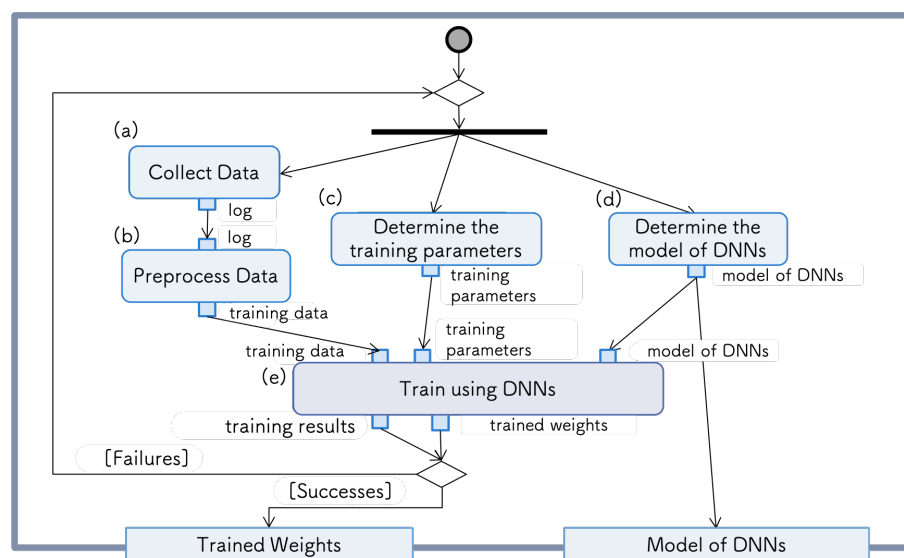 (a)
Collect Data
log
(c)
(d)
(b)
log
Determine the
training parameters
Determine the
model of DNNs
Preprocess Data
training
parameters
model of DNNs
training data
training
parameters
training data
model of DNNs
(e)
Train using DNNs
training results
trained weights
[Failures]
[Successes]
Trained Weights
Model of DNNs